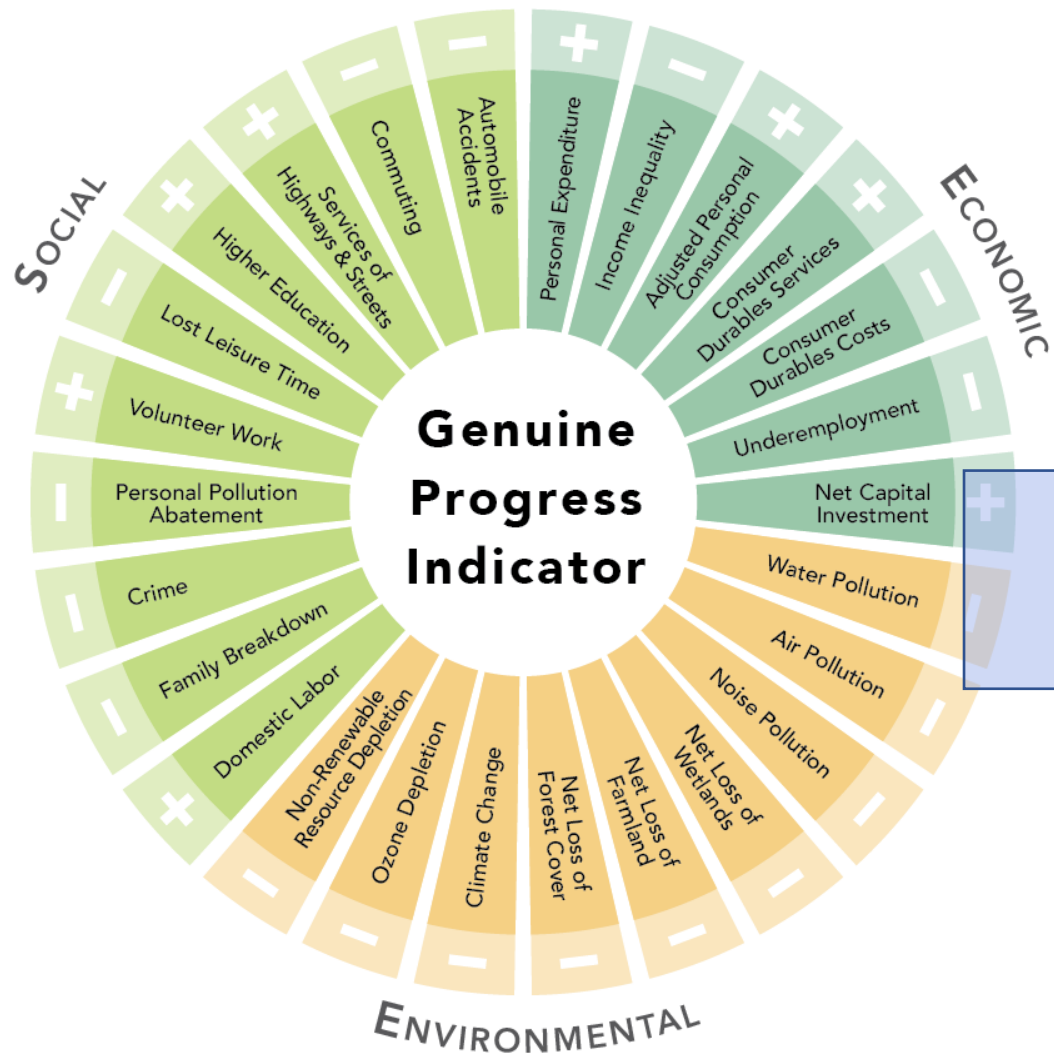 Genuine
Progress
Indicator
ECONOMIC
+
Personal Expenditure
−
Income Inequality
+
Adjusted Personal
Consumption
+
Consumer
Durables Services
−
Consumer
Durables Costs
−
Underemployment
+
Net Capital
Investment
−
Water Pollution
−
Air Pollution
−
Noise Pollution
−
Net Loss of
Wetlands
−
Net Loss of
Farmland
−
Net Loss of
Forest Cover
−
Climate Change
−
Ozone Depletion
−
Non-Renewable
Resource Depletion
ENVIRONMENTAL
+
Domestic Labor
−
Family Breakdown
−
Crime
−
Personal Pollution
Abatement
+
Volunteer Work
−
Lost Leisure Time
+
Higher Education
+
Services of
Highways & Streets
−
Commuting
−
Automobile
Accidents
SOCIAL